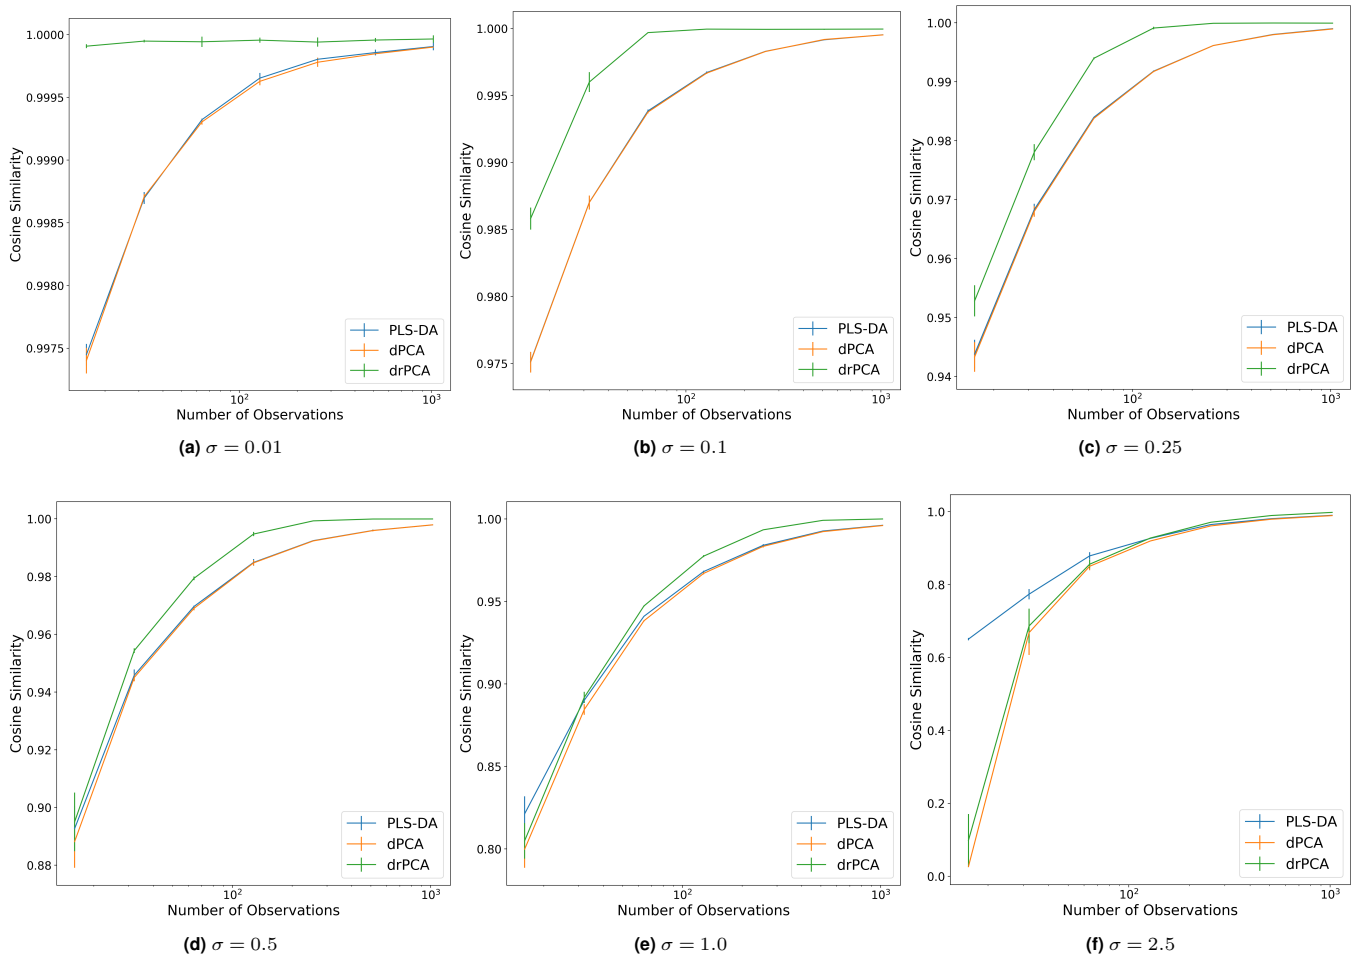 1.0000
0.9995
0.9990
0.9985
0.9980
0.9975
Cosine Similarity
10²
10³
Number of Observations
PLS-DA
dPCA
drPCA
(a) σ = 0.01
1.000
0.995
0.990
0.985
0.980
0.975
Cosine Similarity
10²
10³
Number of Observations
PLS-DA
dPCA
drPCA
(b) σ = 0.1
1.00
0.99
0.98
0.97
0.96
0.95
0.94
Cosine Similarity
10²
10³
Number of Observations
PLS-DA
dPCA
drPCA
(c) σ = 0.25
1.00
0.98
0.96
0.94
0.92
0.90
0.88
Cosine Similarity
10²
10³
Number of Observations
PLS-DA
dPCA
drPCA
(d) σ = 0.5
1.00
0.95
0.90
0.85
0.80
Cosine Similarity
10²
10³
Number of Observations
PLS-DA
dPCA
drPCA
(e) σ = 1.0
1.0
0.8
0.6
0.4
0.2
0.0
Cosine Similarity
10²
10³
Number of Observations
PLS-DA
dPCA
drPCA
(f) σ = 2.5